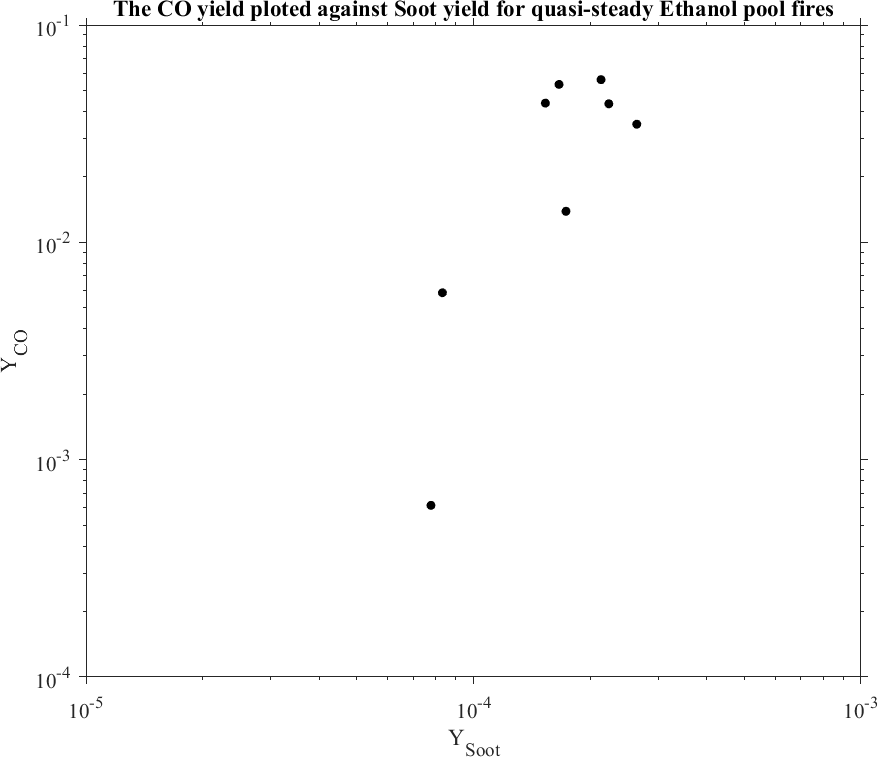 The CO yield ploted against Soot yield for quasi-steady Ethanol pool fires
10^-1
10^-2
10^-3
10^-4
Y_CO
10^-5
10^-4
10^-3
Y_Soot